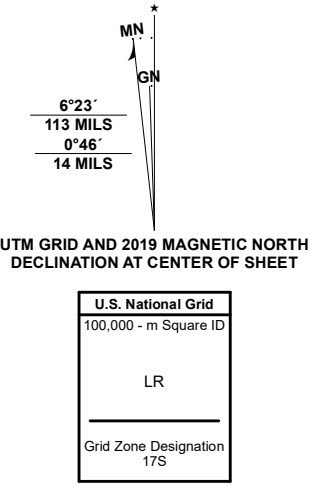 ★
MN
GN
6°23´
113 MILS
0°46´
14 MILS
UTM GRID AND 2019 MAGNETIC NORTH
DECLINATION AT CENTER OF SHEET
U.S. National Grid
100,000 - m Square ID
LR
Grid Zone Designation
17S